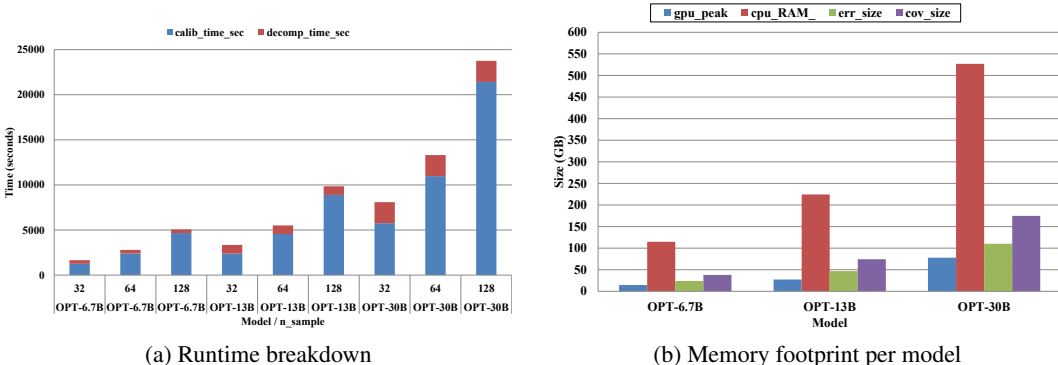 calib_time_sec decomp_time_sec
25000
20000
15000
10000
5000
0
Time (seconds)
32 64 128 32 64 128 32 64 128
OPT-6.7B OPT-6.7B OPT-6.7B OPT-13B OPT-13B OPT-13B OPT-30B OPT-30B OPT-30B
Model / n_sample
(a) Runtime breakdown
gpu_peak cpu_RAM_ err_size cov_size
600
550
500
450
400
350
300
250
200
150
100
50
0
Size (GB)
OPT-6.7B OPT-13B OPT-30B
Model
(b) Memory footprint per model